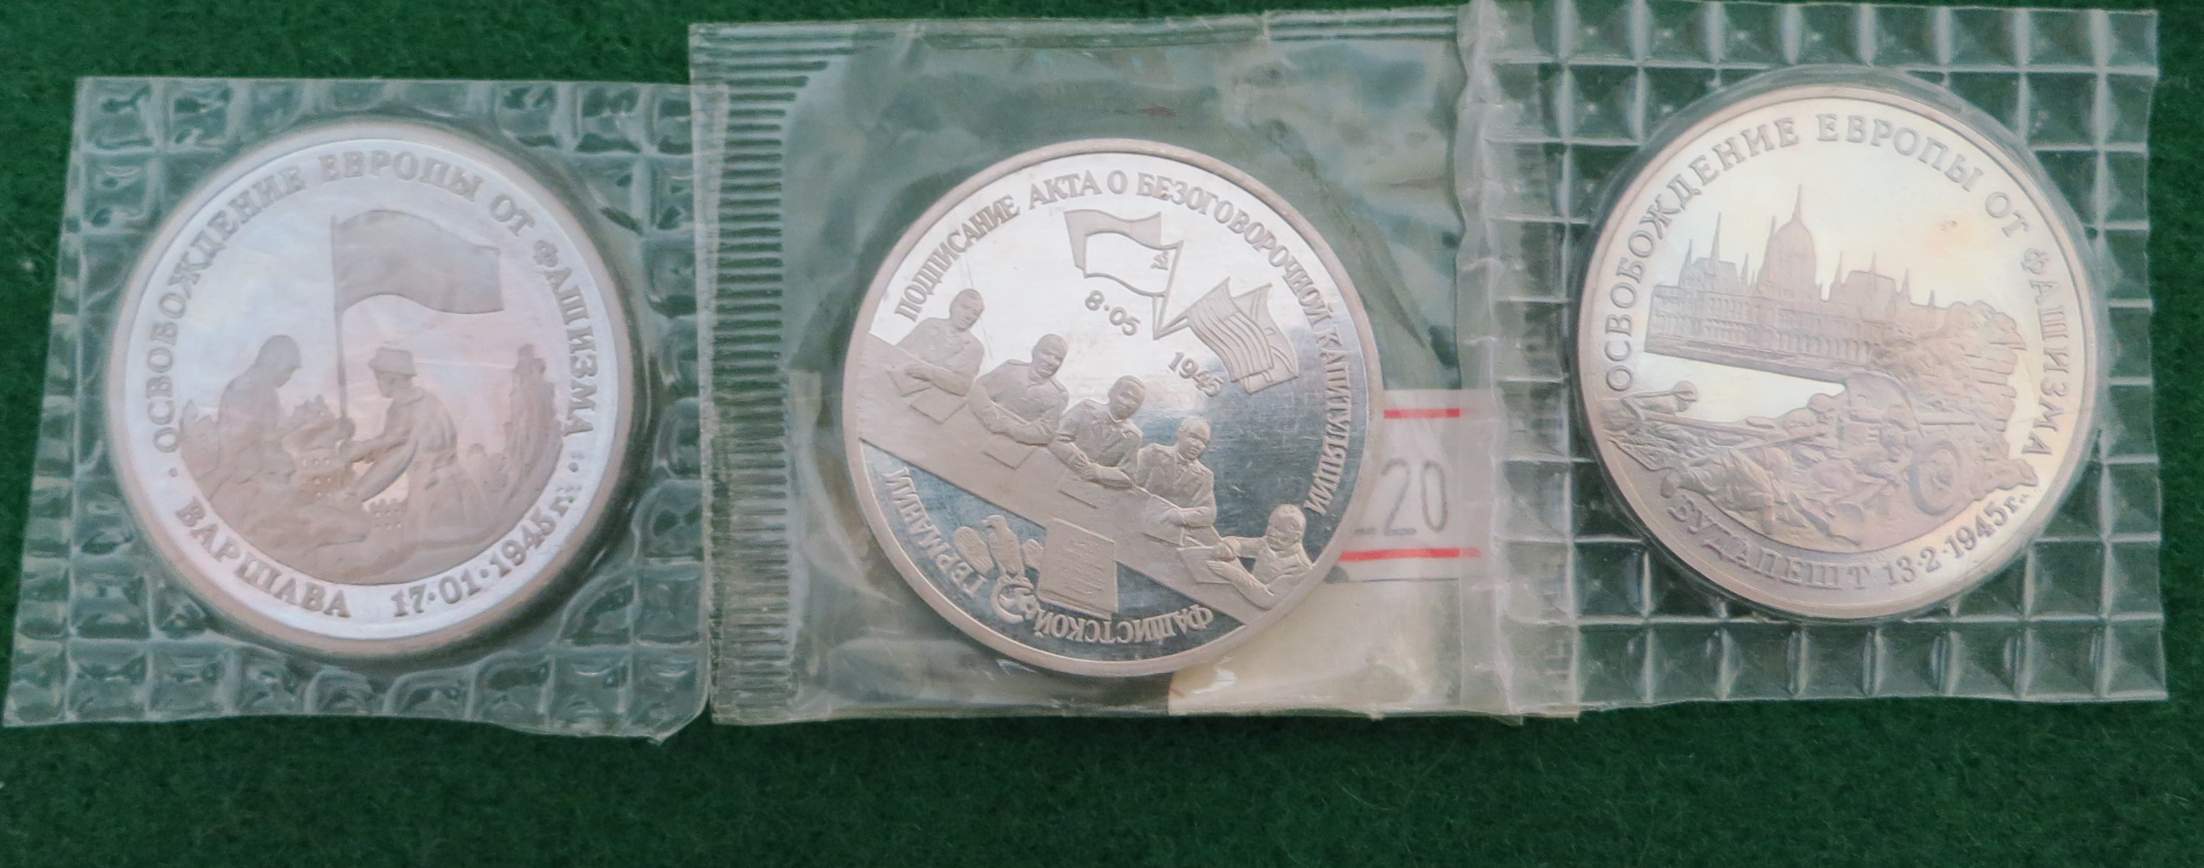 · ОСВОБОЖДЕНИЕ ЕВРОПЫ ОТ ФАШИЗМА ·
ВАРШАВА 17·01·1945 г.
ПОДПИСАНИЕ АКТА О БЕЗОГОВОРОЧНОЙ КАПИТУЛЯЦИИ
ФАШИСТСКОЙ ГЕРМАНИИ
8·05
1945
20
ОСВОБОЖДЕНИЕ ЕВРОПЫ ОТ ФАШИЗМА
БУДАПЕШТ 13·2·1945 г.